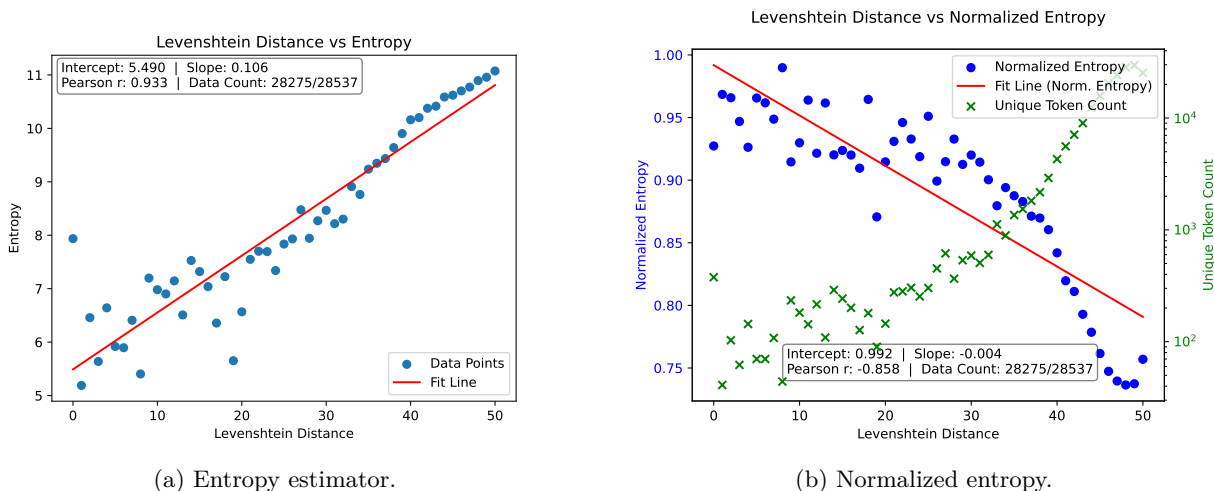 Levenshtein Distance vs Entropy
Intercept: 5.490 | Slope: 0.106
Pearson r: 0.933 | Data Count: 28275/28537
11
10
9
8
7
6
5
Entropy
Data Points
Fit Line
0 10 20 30 40 50
Levenshtein Distance
(a) Entropy estimator.
Levenshtein Distance vs Normalized Entropy
Normalized Entropy
Fit Line (Norm. Entropy)
Unique Token Count
1.00
0.95
0.90
0.85
0.80
0.75
Normalized Entropy
10^4
10^3
10^2
Unique Token Count
Intercept: 0.992 | Slope: -0.004
Pearson r: -0.858 | Data Count: 28275/28537
0 10 20 30 40 50
Levenshtein Distance
(b) Normalized entropy.